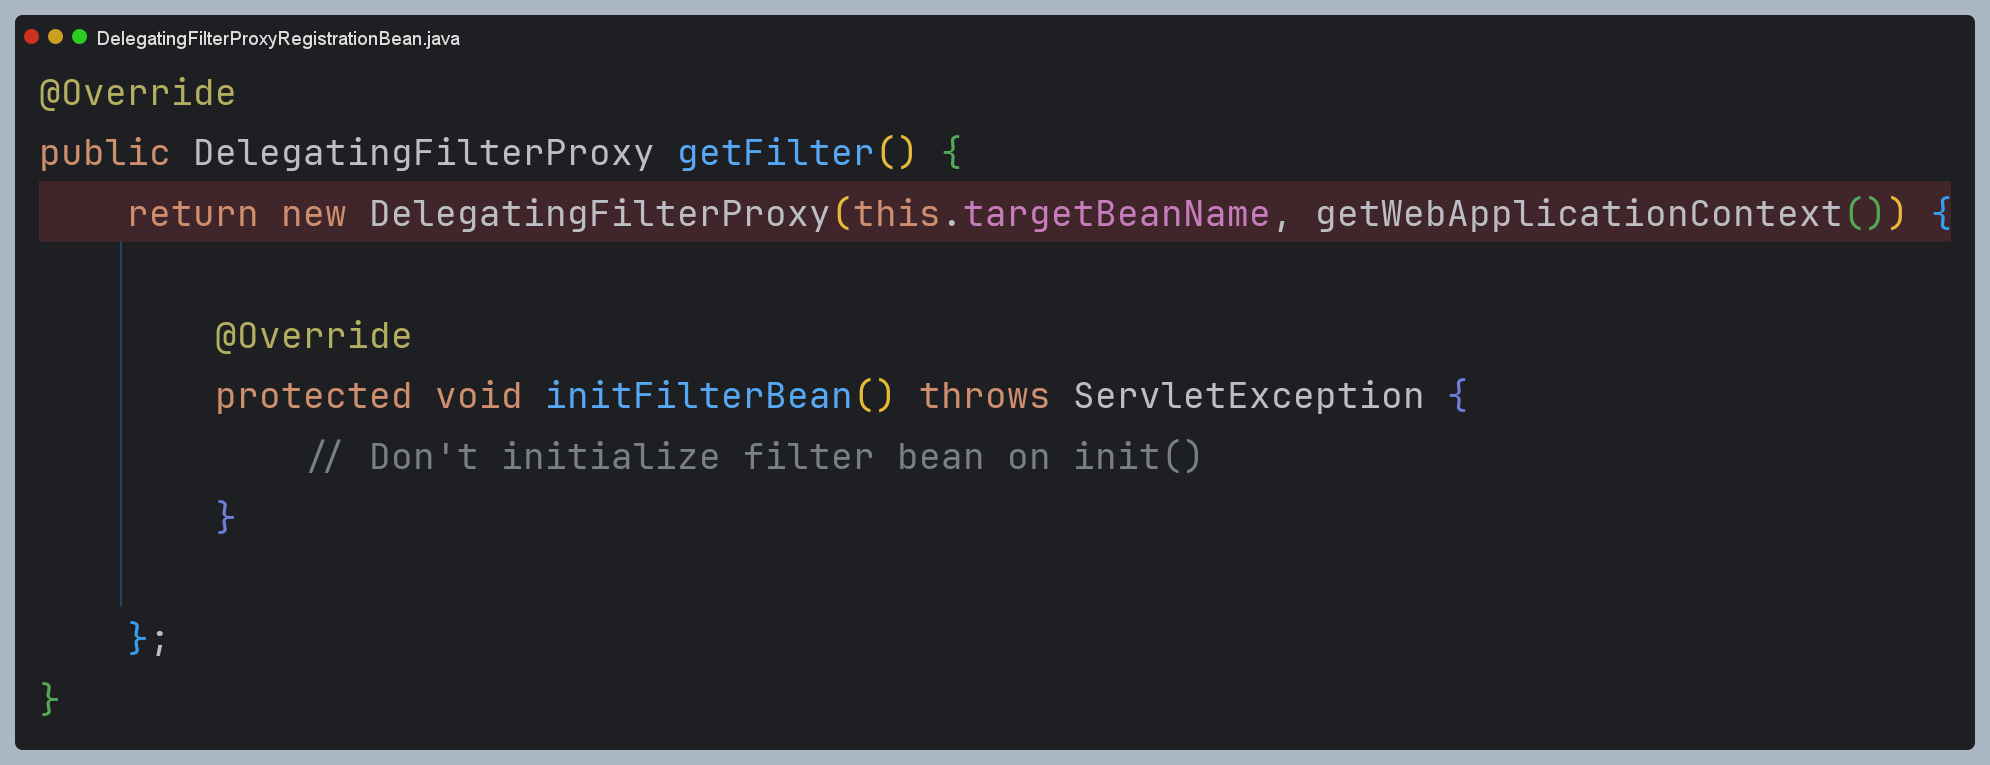 DelegatingFilterProxyRegistrationBean.java
@Override
public DelegatingFilterProxy getFilter() {
    return new DelegatingFilterProxy(this.targetBeanName, getWebApplicationContext()) {
        @Override
        protected void initFilterBean() throws ServletException {
            // Don't initialize filter bean on init()
        }
    };
}